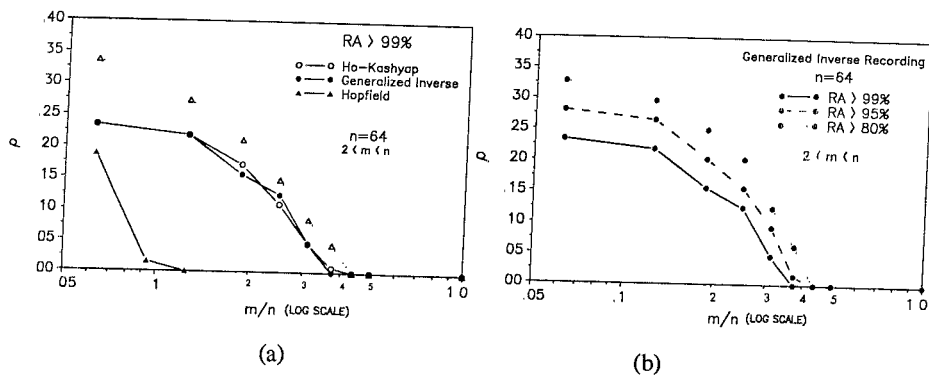 .40
.35
.30
.25
.20
.15
.10
.05
.00
ρ
RA > 99%
Ho-Kashyap
Generalized Inverse
Hopfield
n=64
2 < m < n
.05 .1 2 3 4 5 1 0
m/n (LOG SCALE)
(a)
.40
.35
.30
.25
.20
.15
.10
.05
.00
ρ
Generalized Inverse Recording
n=64
RA > 99%
RA > 95%
RA > 80%
2 < m < n
.05 .1 2 3 4 5 1 0
m/n (LOG SCALE)
(b)